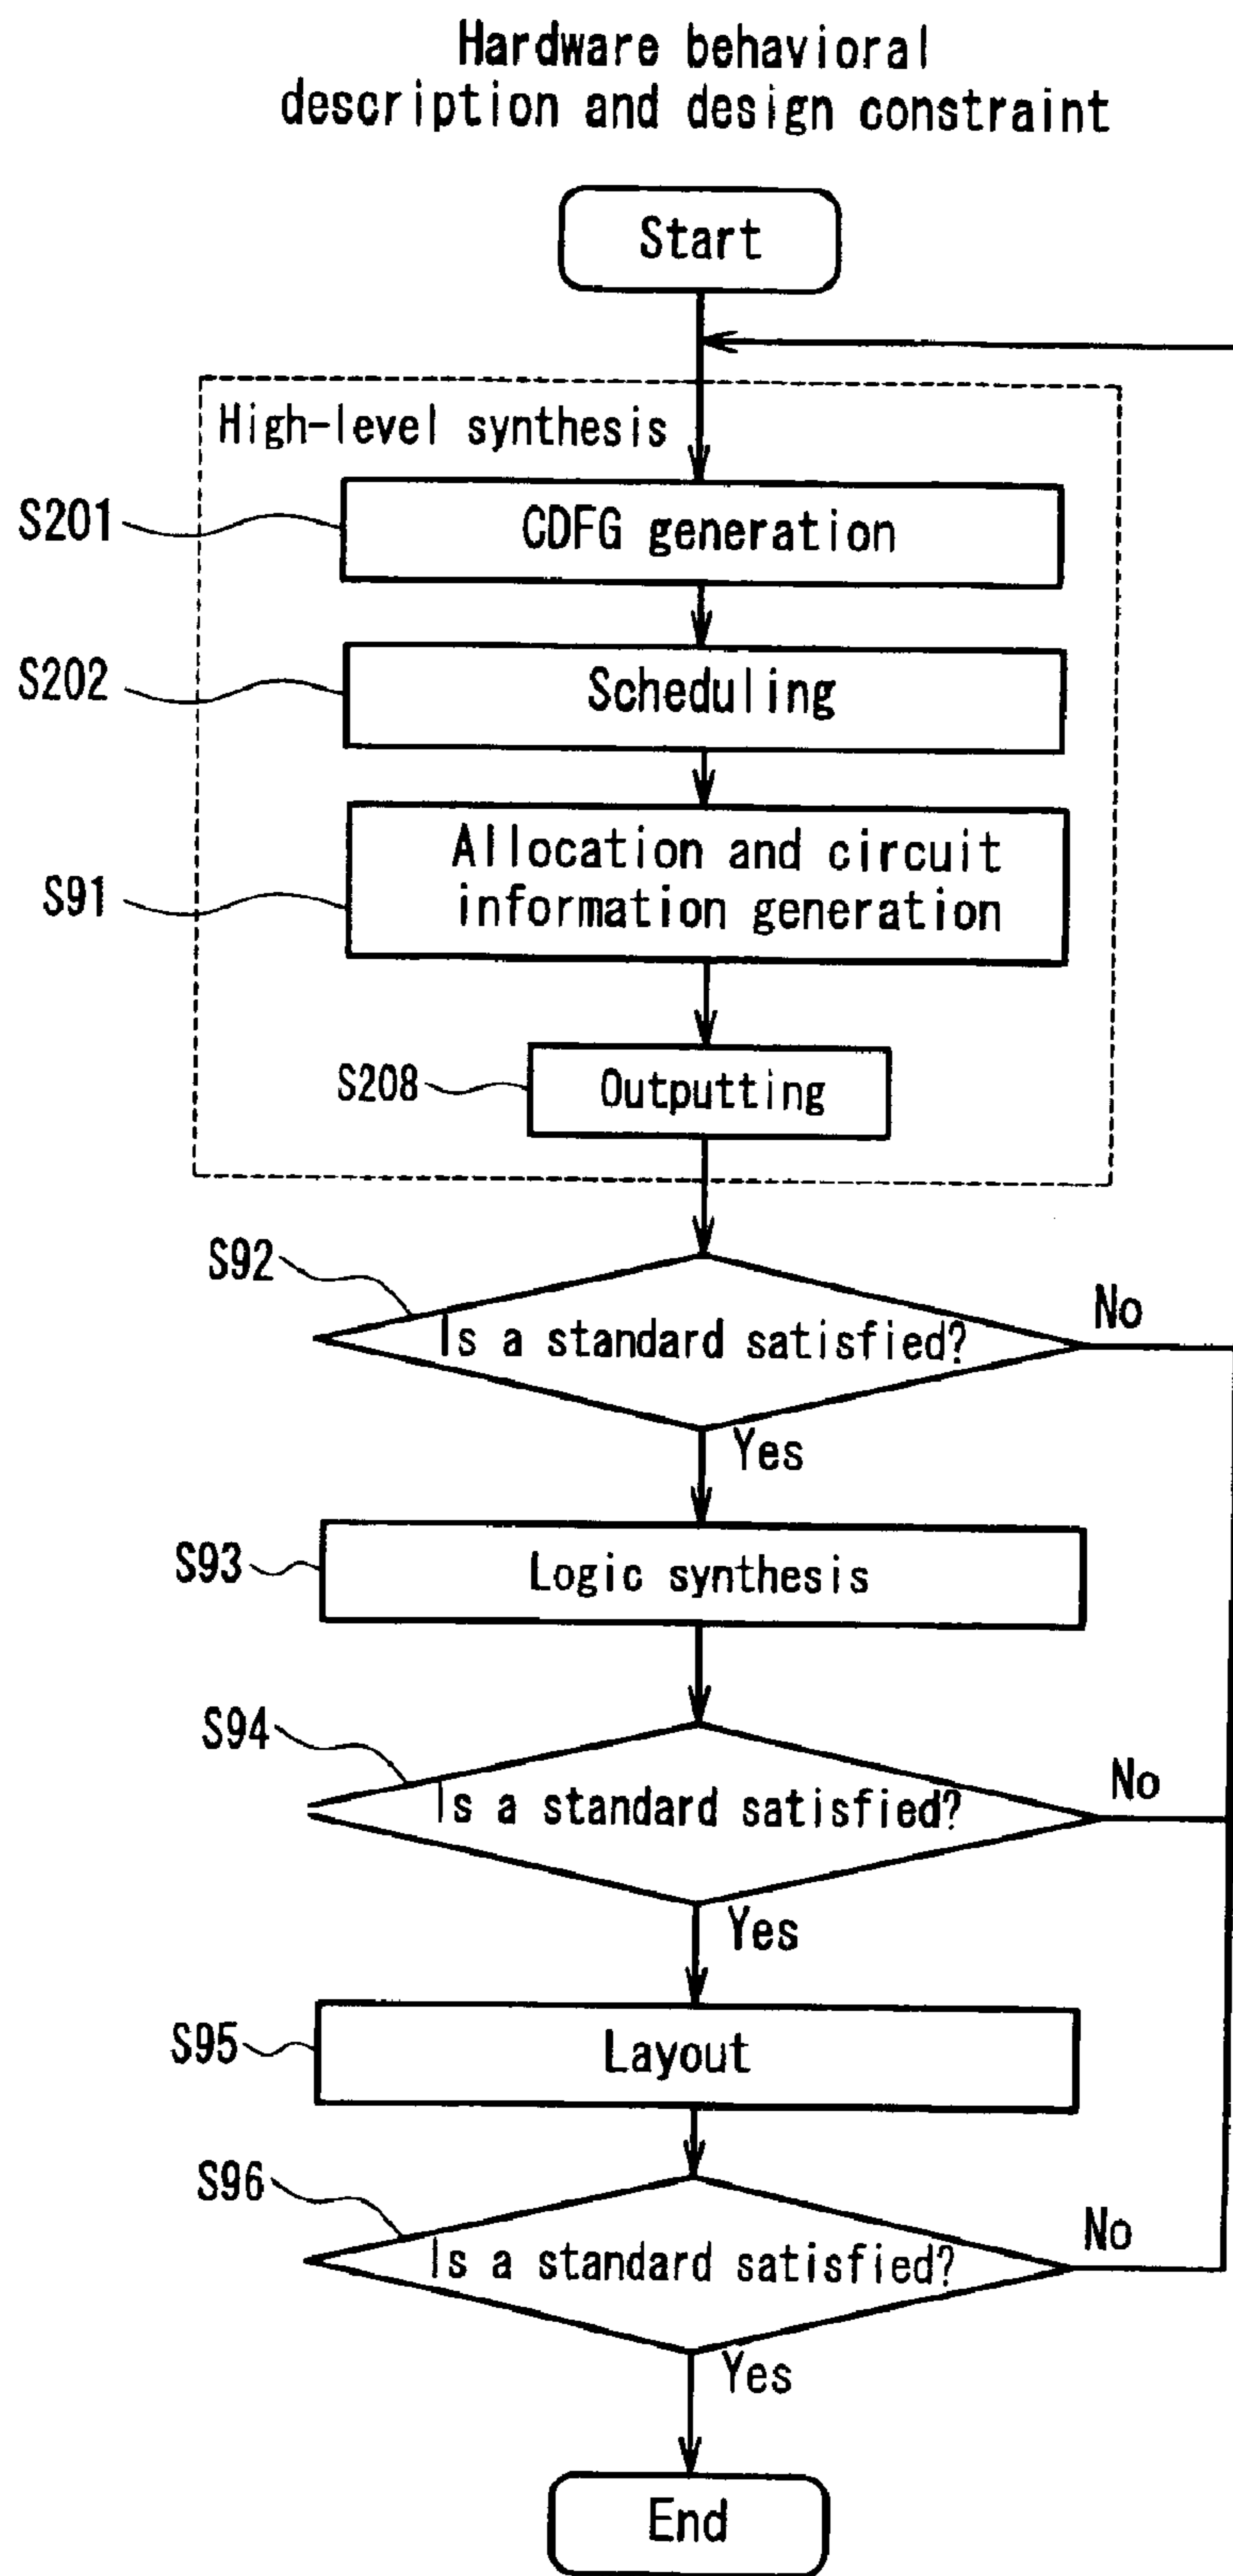 Hardware behavioral
description and design constraint
Start
High-level synthesis
S201
CDFG generation
S202
Scheduling
S91
Allocation and circuit
information generation
S208
Outputting
S92
Is a standard satisfied?
No
Yes
S93
Logic synthesis
S94
Is a standard satisfied?
No
Yes
S95
Layout
S96
Is a standard satisfied?
No
Yes
End